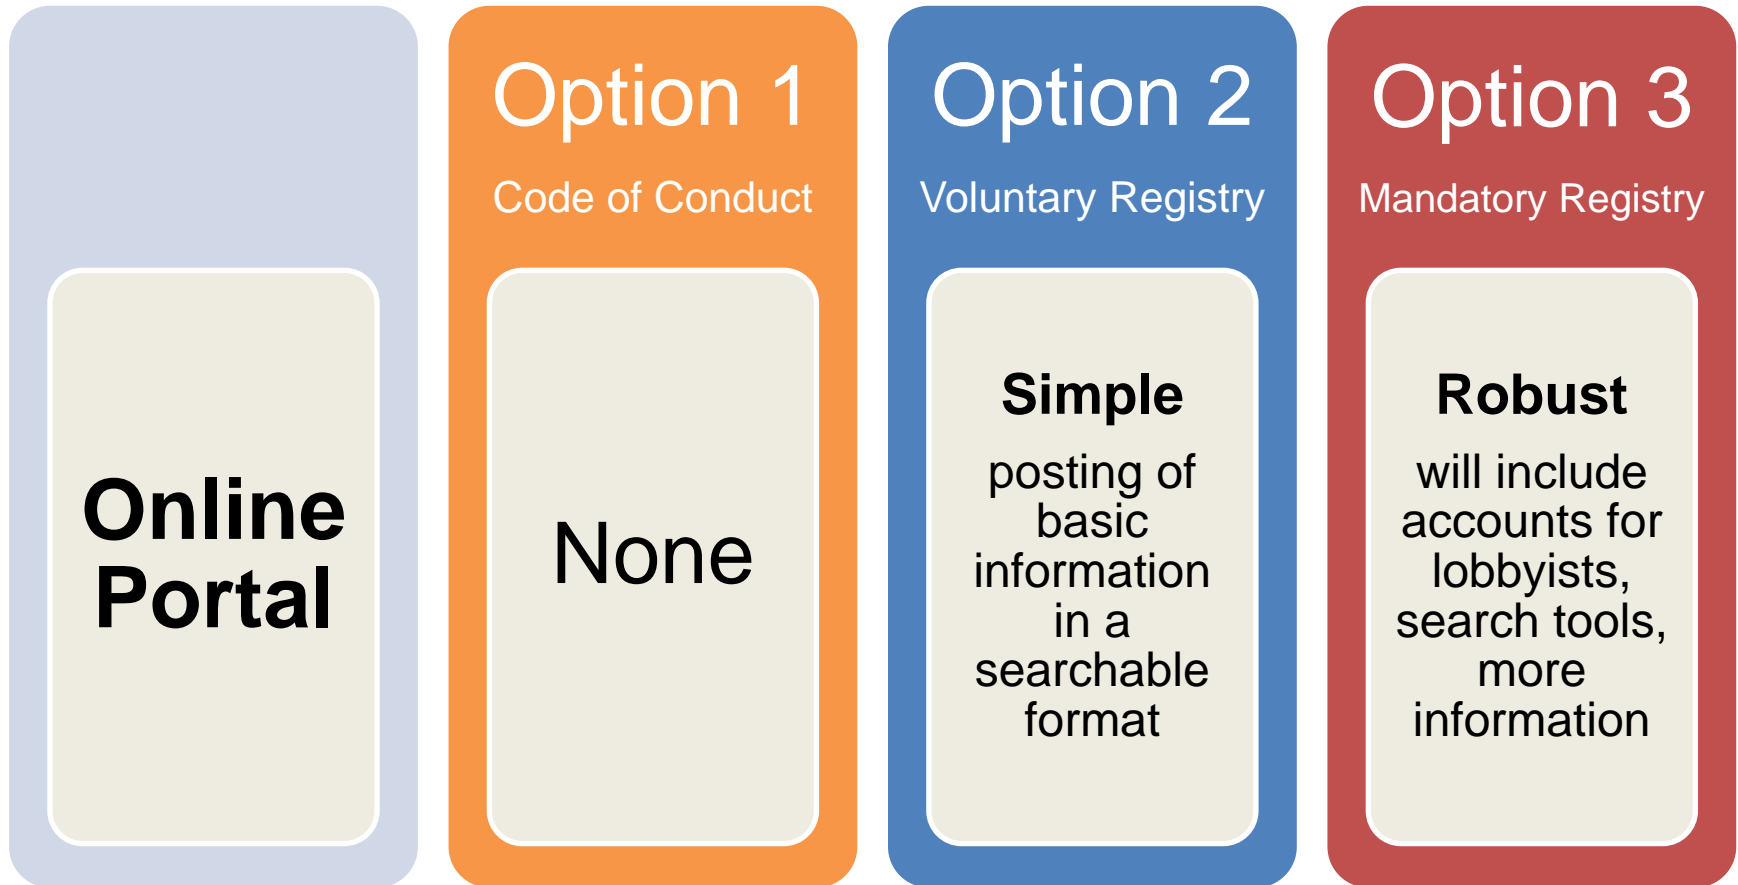 Online
Portal
Option 1
Code of Conduct
None
Option 2
Voluntary Registry
Simple
posting of
basic
information
in a
searchable
format
Option 3
Mandatory Registry
Robust
will include
accounts for
lobbyists,
search tools,
more
information